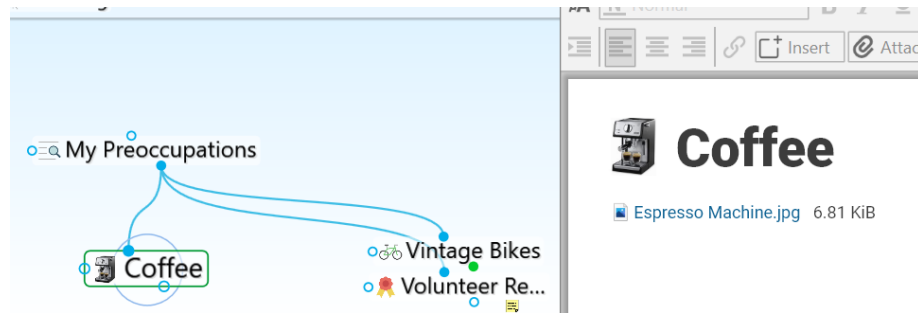 Normal
Insert
Attac
My Preoccupations
Coffee
Vintage Bikes
Volunteer Re...
Coffee
Espresso Machine.jpg 6.81 KiB